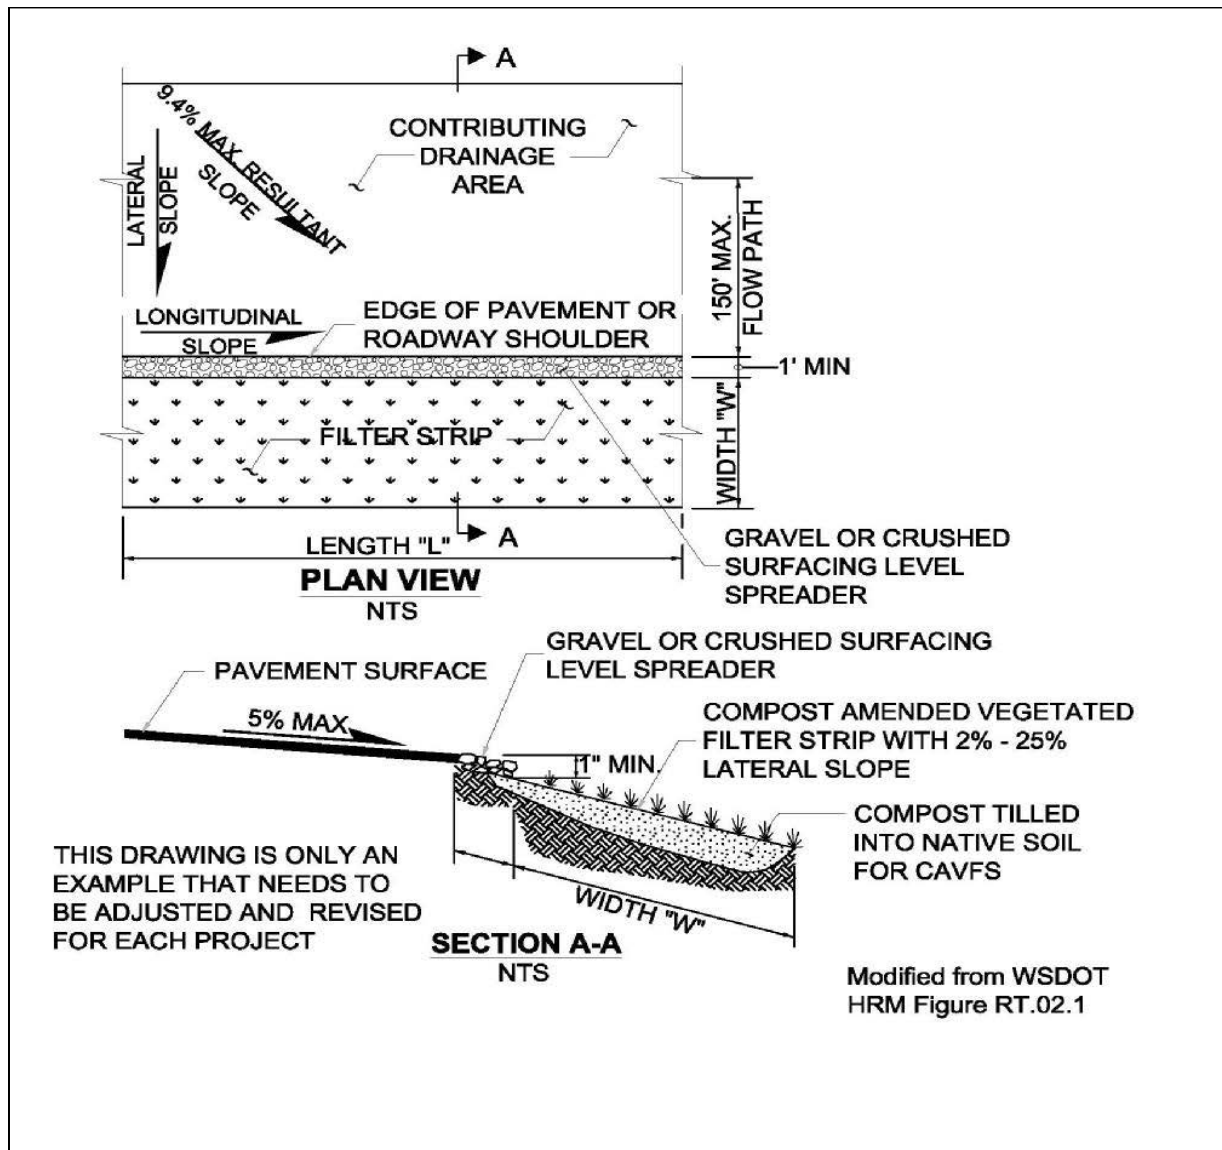 A
9.4% MAX. RESULTANT
SLOPE
CONTRIBUTING
DRAINAGE
AREA
LATERAL
SLOPE
150' MAX.
FLOW PATH
LONGITUDINAL
SLOPE
EDGE OF PAVEMENT OR
ROADWAY SHOULDER
1' MIN
FILTER STRIP
WIDTH "W"
A
LENGTH "L"
PLAN VIEW
NTS
GRAVEL OR CRUSHED
SURFACING LEVEL
SPREADER
GRAVEL OR CRUSHED SURFACING
LEVEL SPREADER
PAVEMENT SURFACE
5% MAX
1" MIN.
COMPOST AMENDED VEGETATED
FILTER STRIP WITH 2% - 25%
LATERAL SLOPE
COMPOST TILLED
INTO NATIVE SOIL
FOR CAVFS
THIS DRAWING IS ONLY AN
EXAMPLE THAT NEEDS TO
BE ADJUSTED AND REVISED
FOR EACH PROJECT
WIDTH "W"
SECTION A-A
NTS
Modified from WSDOT
HRM Figure RT.02.1